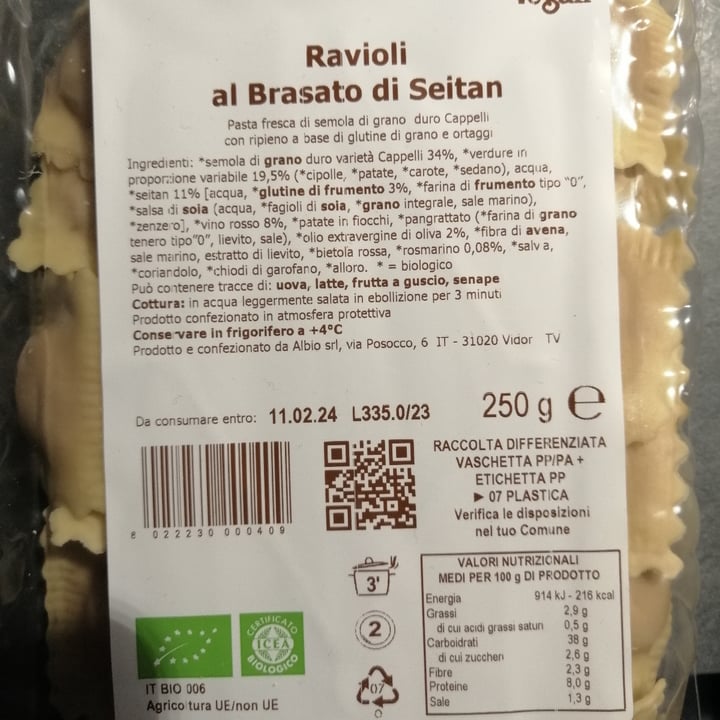 Ravioli
al Brasato di Seitan
Pasta fresca di semola di grano duro Cappelli
con ripieno a base di glutine di grano e ortaggi
Ingredienti: *semola di grano duro varietà Cappelli 34%, *verdure in
proporzione variabile 19,5% (*cipolle, *patate, *carote, *sedano), acqua,
*seitan 11% [acqua, *glutine di frumento 3%, *farina di frumento tipo "0",
*salsa di soia (acqua, *fagioli di soia, *grano integrale, sale marino),
*zenzero], *vino rosso 8%, *patate in fiocchi, *pangrattato (*farina di grano
tenero tipo"0", lievito, sale), *olio extravergine di oliva 2%, *fibra di avena,
sale marino, estratto di lievito, *bietola rossa, *rosmarino 0,08%, *salvia,
*coriandolo, *chiodi di garofano, *alloro. * = biologico
Può contenere tracce di: uova, latte, frutta a guscio, senape
Cottura: in acqua leggermente salata in ebollizione per 3 minuti
Prodotto confezionato in atmosfera protettiva
Conservare in frigorifero a +4°C
Prodotto e confezionato da Albio srl, via Posocco, 6 IT - 31020 Vidor TV
Da consumare entro: 11.02.24 L335.0/23
250 g e
RACCOLTA DIFFERENZIATA
VASCHETTA PP/PA +
ETICHETTA PP
► 07 PLASTICA
Verifica le disposizioni
nel tuo Comune
8 022230 000409
3'
2
07
CERTIFICATO
ICEA
BIOLOGICO
IT BIO 006
Agricoltura UE/non UE
VALORI NUTRIZIONALI
MEDI PER 100 g DI PRODOTTO
Energia 914 kJ - 216 kcal
Grassi 2,9 g
di cui acidi grassi saturi 0,5 g
Carboidrati 38 g
di cui zuccheri 2,6 g
Fibre 2,3 g
Proteine 8,0 g
Sale 1,3 g